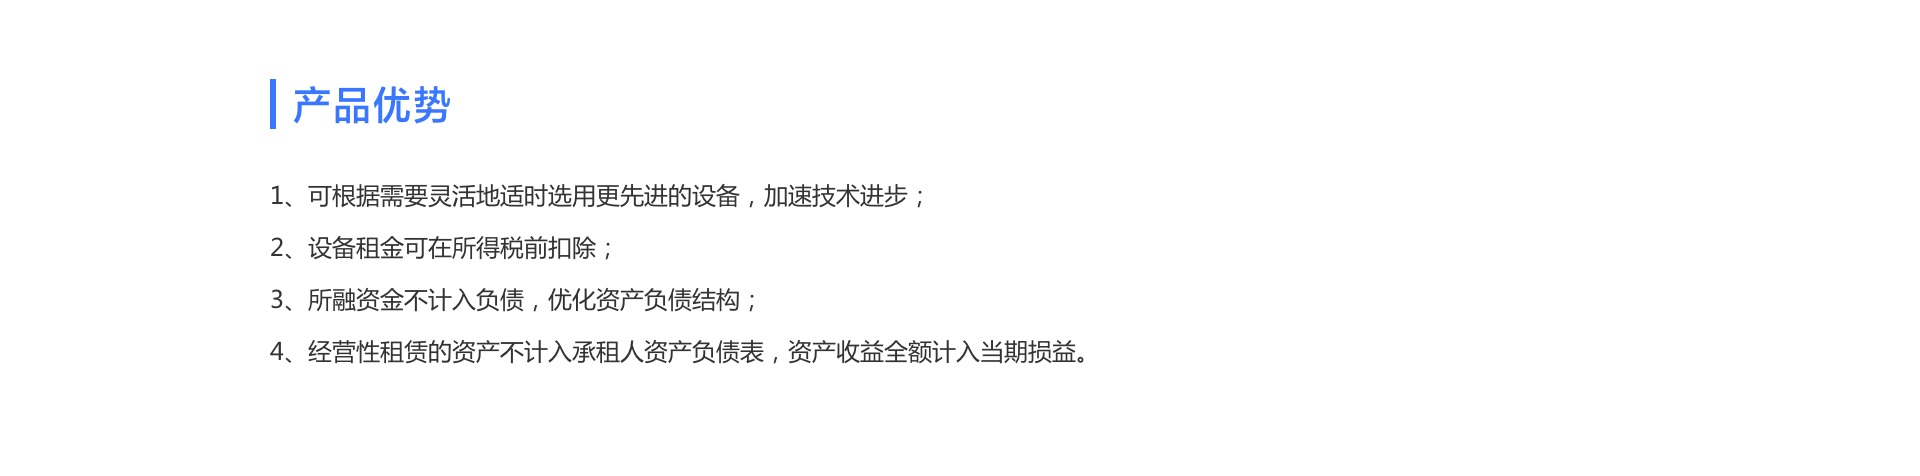 产品优势
1、可根据需要灵活地适时选用更先进的设备，加速技术进步；
2、设备租金可在所得税前扣除；
3、所融资金不计入负债，优化资产负债结构；
4、经营性租赁的资产不计入承租人资产负债表，资产收益全额计入当期损益。